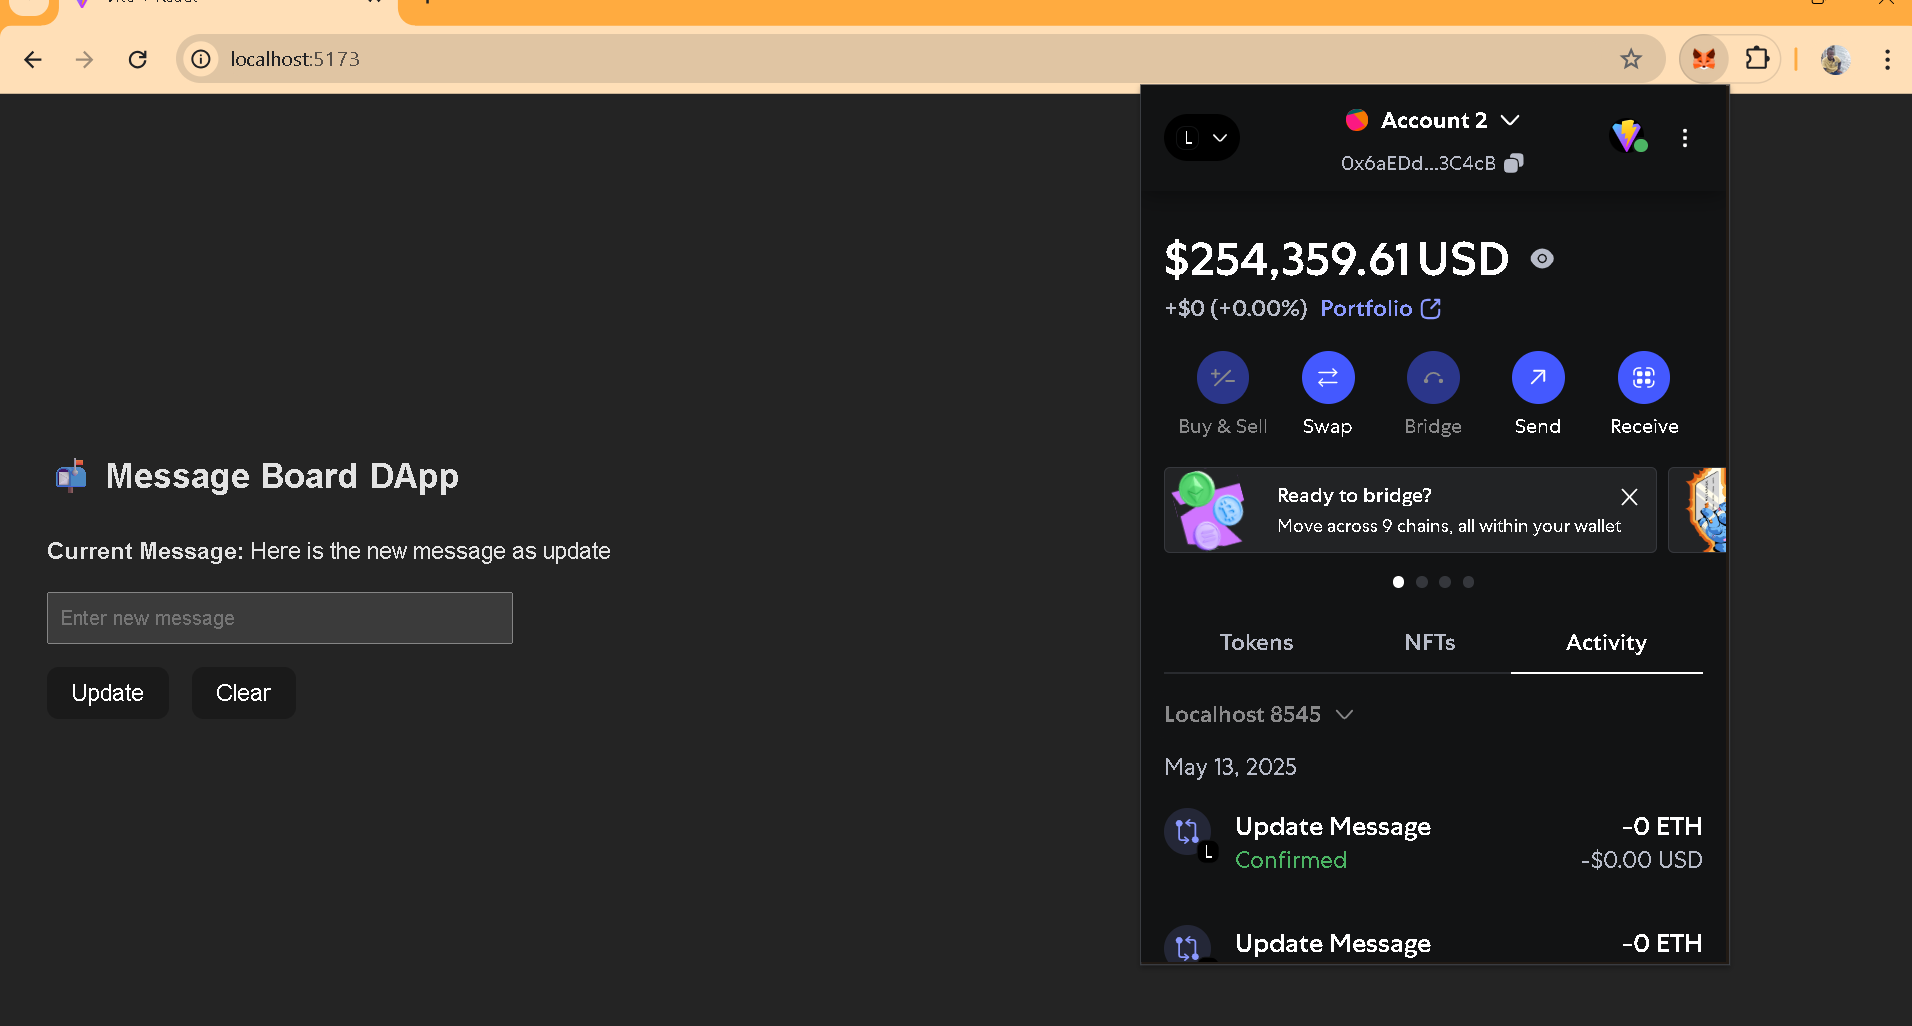 localhost:5173
L
Account 2
0x6aEDd...3C4cB
$254,359.61 USD
+$0 (+0.00%) Portfolio
Buy & Sell
Swap
Bridge
Send
Receive
Ready to bridge?
Move across 9 chains, all within your wallet
Tokens
NFTs
Activity
Localhost 8545
May 13, 2025
Update Message
-0 ETH
L
Confirmed
-$0.00 USD
Update Message
-0 ETH
Message Board DApp
Current Message: Here is the new message as update
Enter new message
Update
Clear